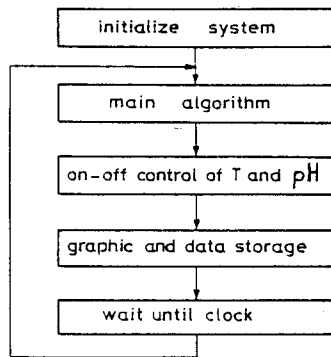 initialize system
main algorithm
on-off control of T and pH
graphic and data storage
wait until clock